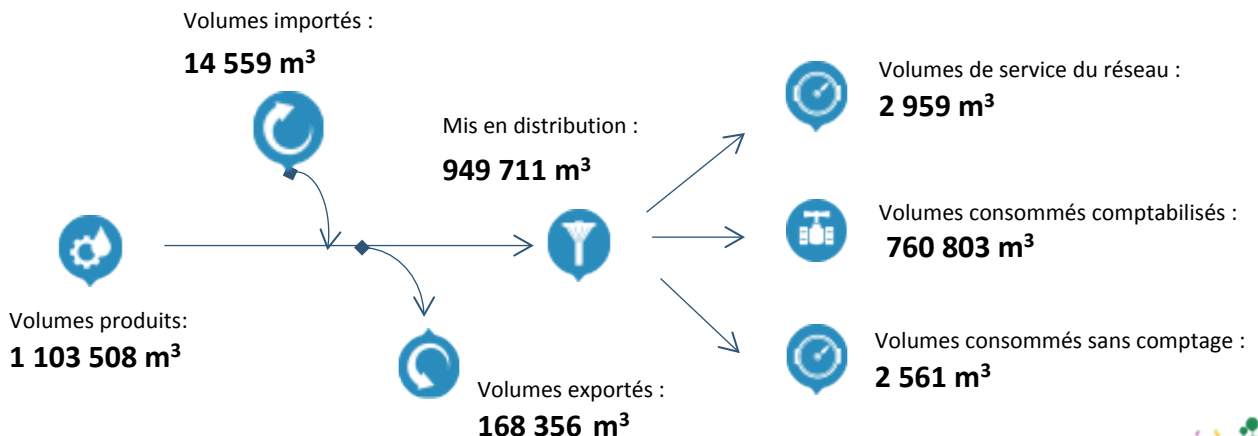 Volumes importés :
14 559 m³
Mis en distribution :
949 711 m³
Volumes produits:
1 103 508 m³
Volumes exportés :
168 356 m³
Volumes de service du réseau :
2 959 m³
Volumes consommés comptabilisés :
760 803 m³
Volumes consommés sans comptage :
2 561 m³